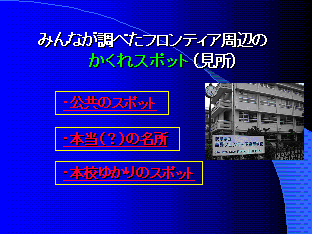 みんなが調べたフロンティア周辺の
かくれスポット(見所)
・公共のスポット
・本当(？)の名所
・本校ゆかりのスポット